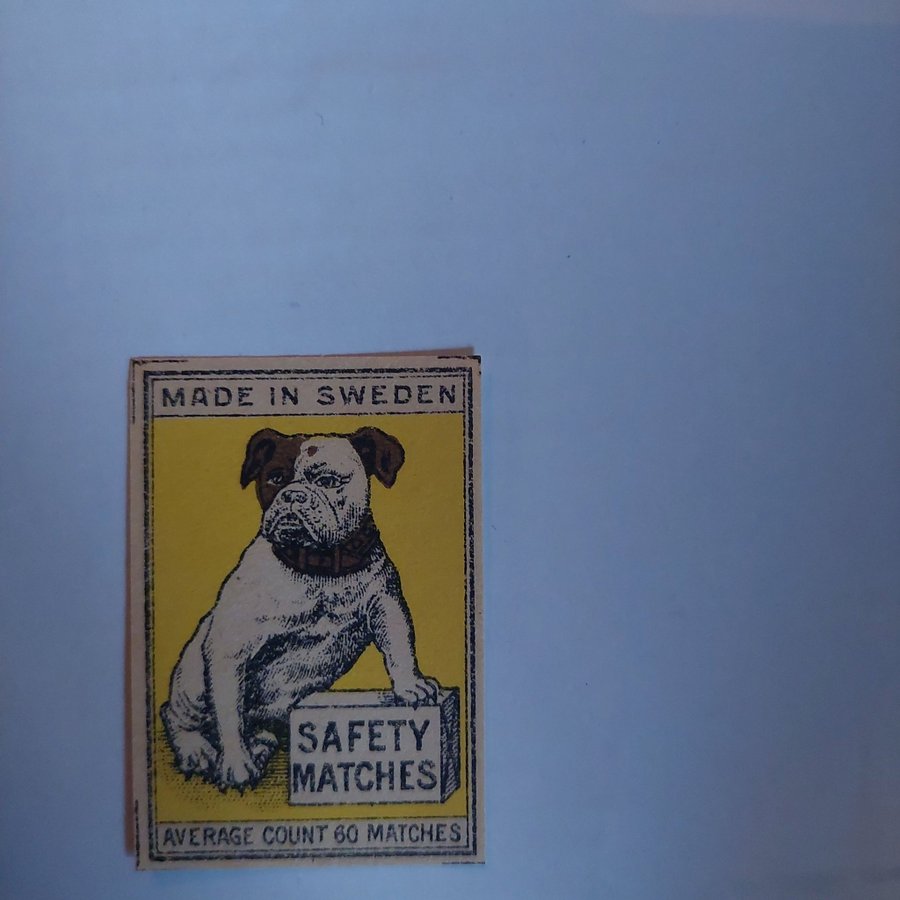 MADE IN SWEDEN
SAFETY
MATCHES
AVERAGE COUNT 60 MATCHES